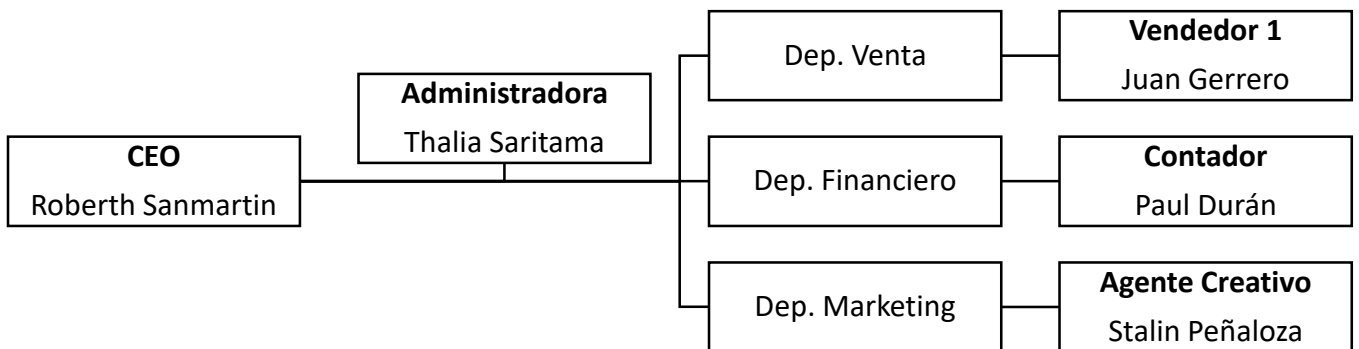 CEO
Roberth Sanmartin
Administradora
Thalia Saritama
Dep. Venta
Vendedor 1
Juan Gerrero
Dep. Financiero
Contador
Paul Durán
Dep. Marketing
Agente Creativo
Stalin Peñaloza